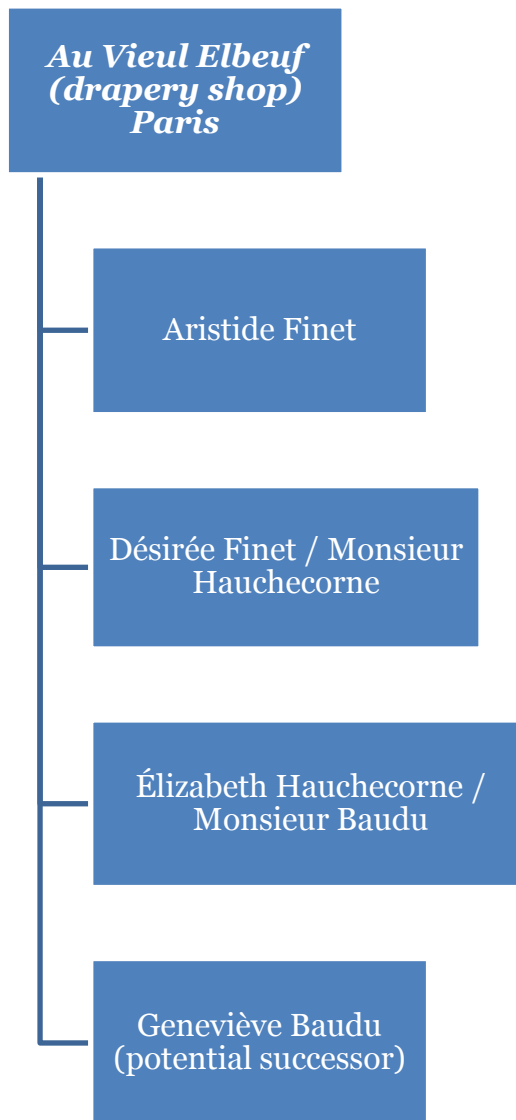 Au Vieul Elbeuf
(drapery shop)
Paris
Aristide Finet
Désirée Finet / Monsieur
Hauchecorne
Élizabeth Hauchecorne /
Monsieur Baudu
Geneviève Baudu
(potential successor)